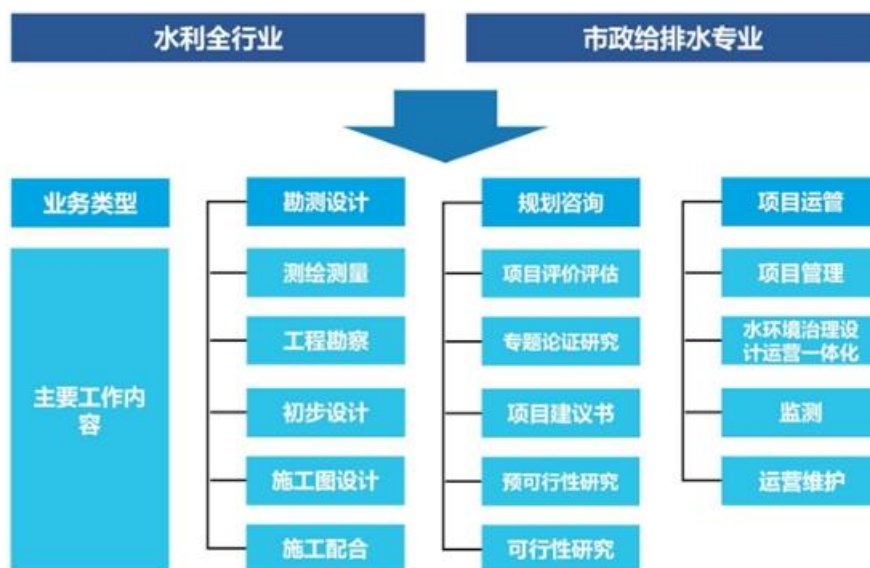 水利全行业
市政给排水专业
业务类型
勘测设计
规划咨询
项目运管
主要工作内
容
测绘测量
项目评价评估
项目管理
工程勘察
专题论证研究
水环境治理设
计运营一体化
初步设计
项目建议书
监测
施工图设计
预可行性研究
运营维护
施工配合
可行性研究